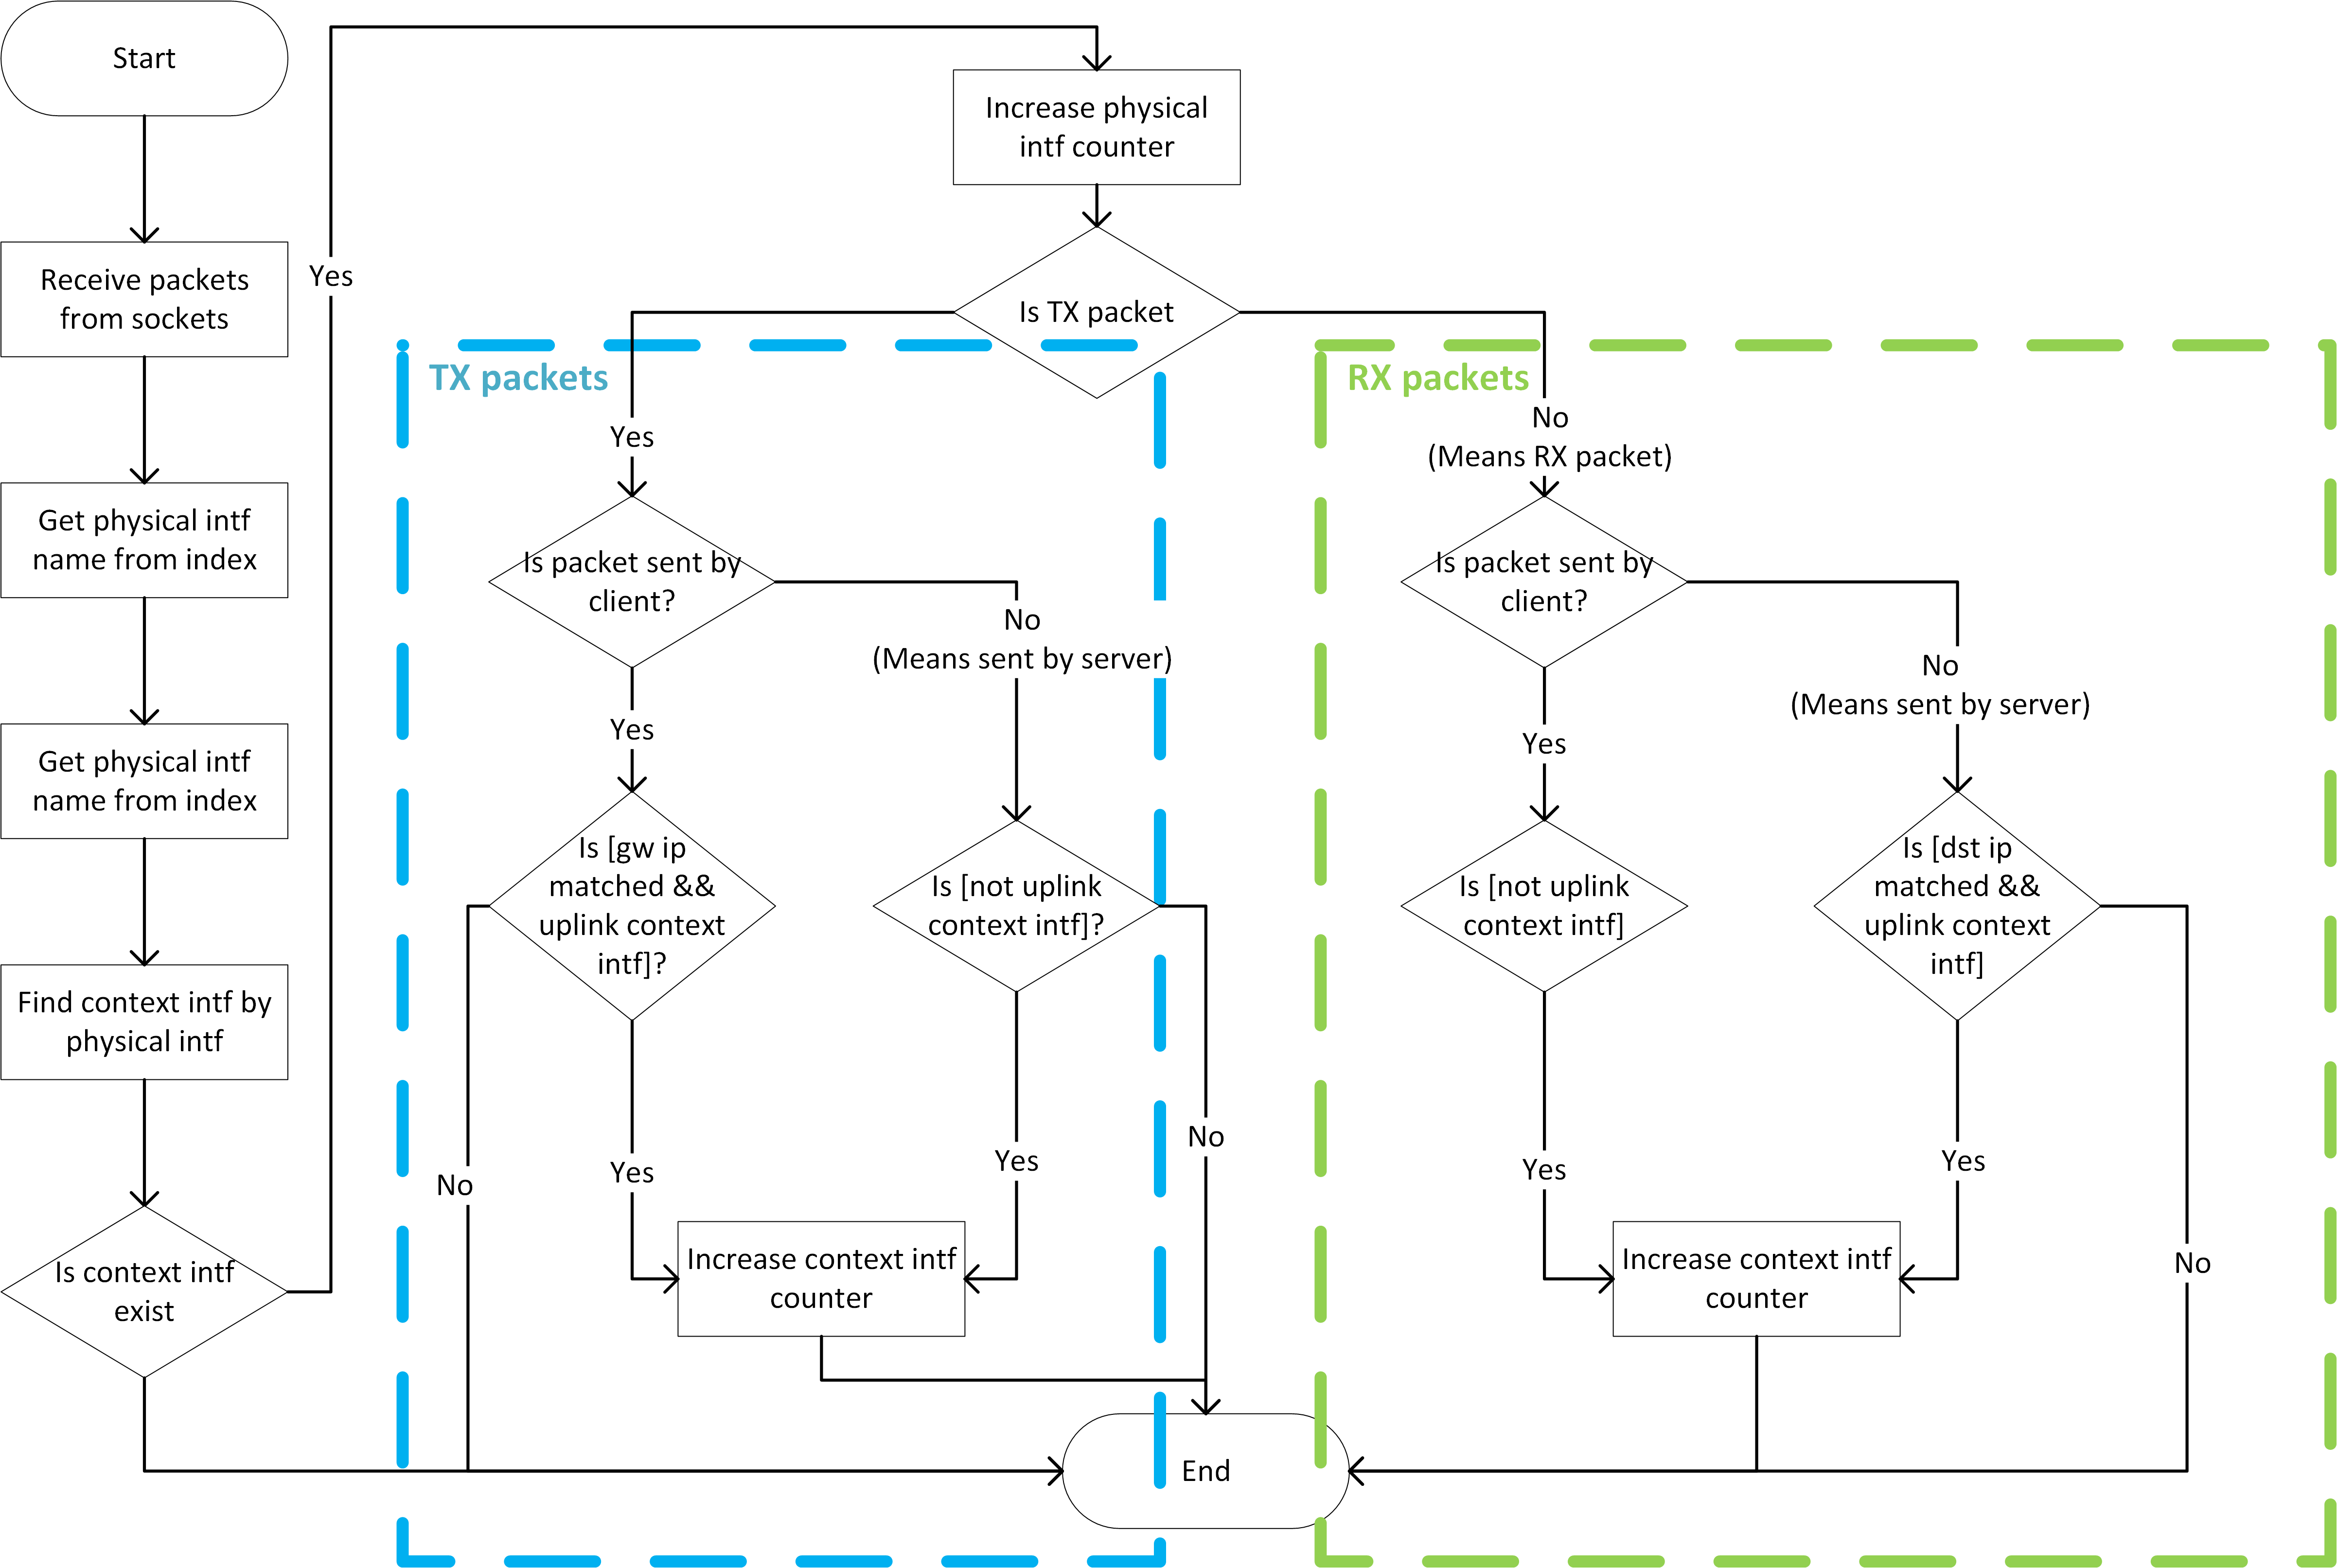 Start
Receive packets
from sockets
Get physical intf
name from index
Get physical intf
name from index
Find context intf by
physical intf
Is context intf
exist
Yes
Increase physical
intf counter
Is TX packet
TX packets
Yes
Is packet sent by
client?
No
(Means sent by server)
Yes
Is [gw ip
matched &&
uplink context
intf]?
Is [not uplink
context intf]?
No
Yes
Yes
No
Increase context intf
counter
RX packets
No
(Means RX packet)
Is packet sent by
client?
No
(Means sent by server)
Yes
Is [not uplink
context intf]
Is [dst ip
matched &&
uplink context
intf]
Yes
Yes
No
Increase context intf
counter
End